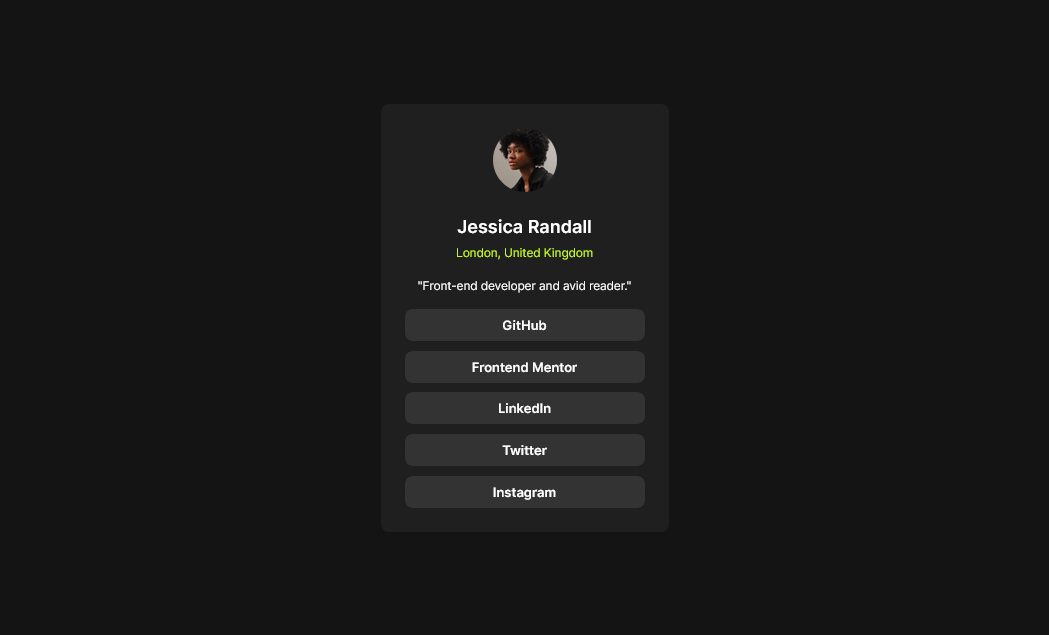 Jessica Randall
London, United Kingdom
"Front-end developer and avid reader."
GitHub
Frontend Mentor
LinkedIn
Twitter
Instagram